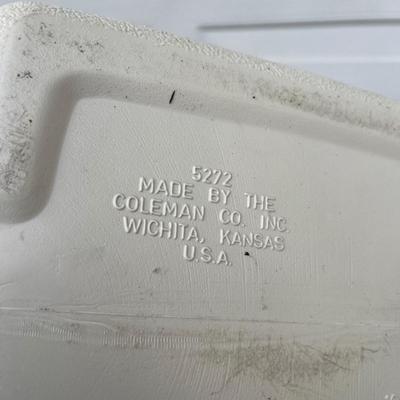 5272
MADE BY THE
COLEMAN CO. INC.
WICHITA, KANSAS
U.S.A.